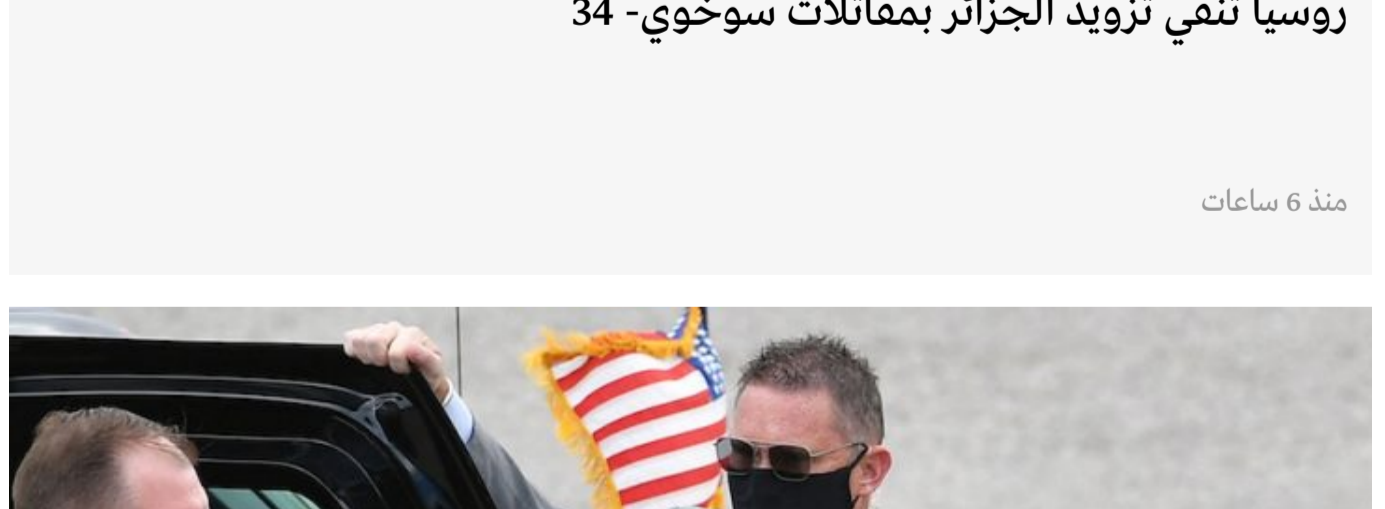 روسيا تنفي تزويد الجزائر بمقاتلات سوخوي- 34
منذ 6 ساعات